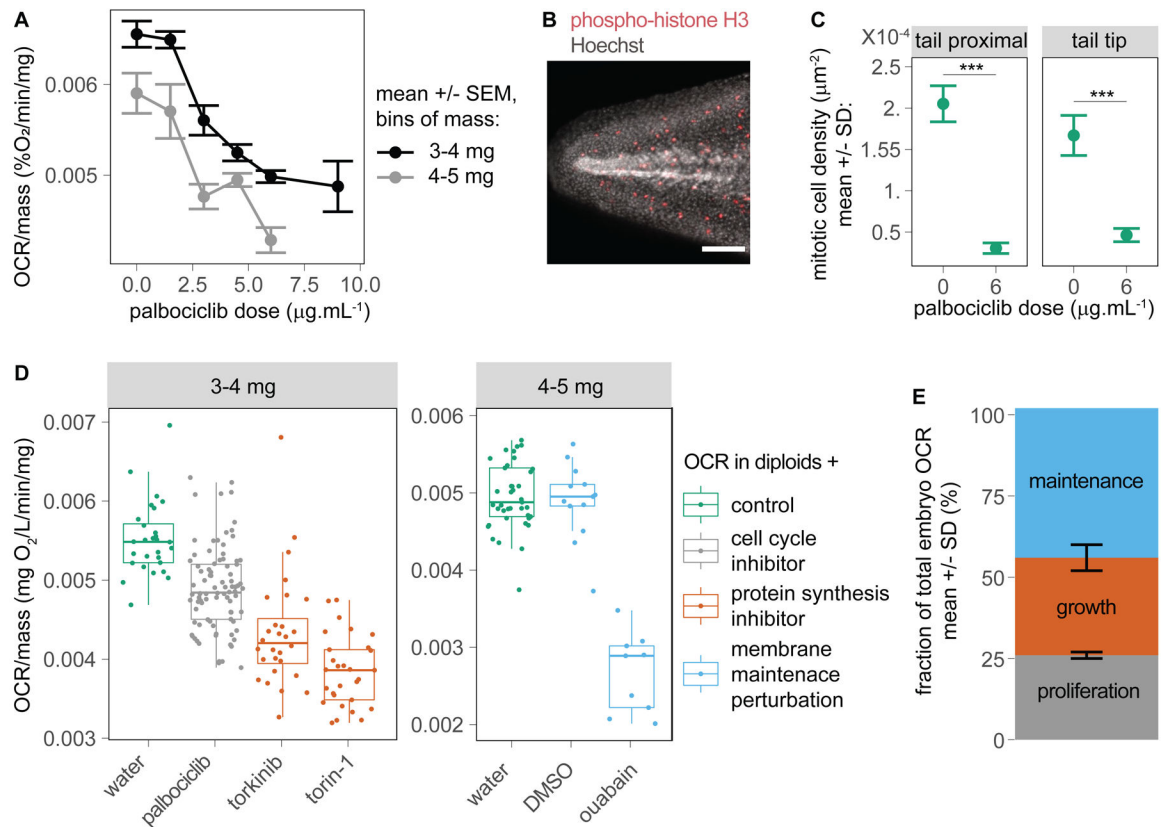 A
OCR/mass (%O₂/min/mg)
0.006
0.005
0.0
2.5
5.0
7.5
10.0
palbociclib dose (μg.mL⁻¹)
mean +/- SEM,
bins of mass:
3-4 mg
4-5 mg
B
phospho-histone H3
Hoechst
C
X10⁻⁴
tail proximal
tail tip
mitotic cell density (μm⁻²)
mean +/- SD:
2.5
2.
1.55
1.
0.5
***
***
0
6
0
6
palbociclib dose (μg.mL⁻¹)
D
3-4 mg
4-5 mg
OCR/mass (mg O₂/L/min/mg)
0.007
0.006
0.005
0.004
0.003
water
palbociclib
torkinib
torin-1
0.006
0.005
0.004
0.003
0.002
water
DMSO
ouabain
OCR in diploids +
control
cell cycle
inhibitor
protein synthesis
inhibitor
membrane
maintenace
perturbation
E
fraction of total embryo OCR
mean +/- SD (%)
100
75
50
25
0
maintenance
growth
proliferation